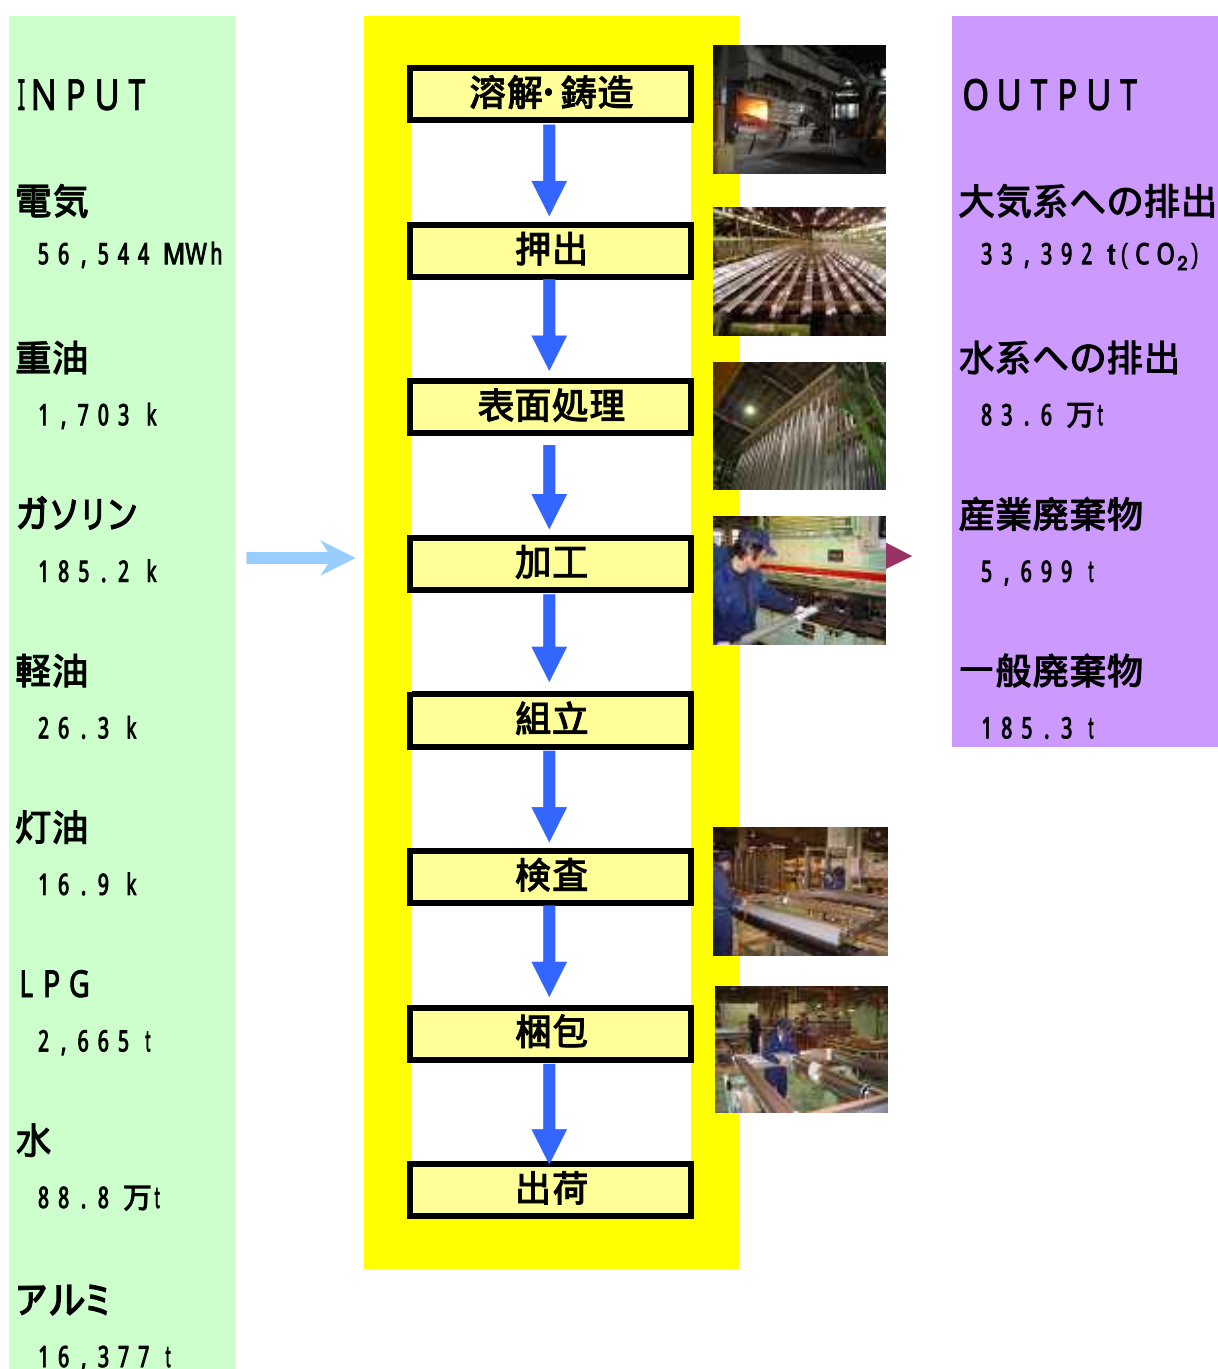 INPUT
電気
56,544 MWh
重油
1,703 k
ガソリン
185.2 k
軽油
26.3 k
灯油
16.9 k
LPG
2,665 t
水
88.8 万t
アルミ
16,377 t
溶解・鋳造
押出
表面処理
加工
組立
検査
梱包
出荷
OUTPUT
大気系への排出
33,392 t(CO₂)
水系への排出
83.6 万t
産業廃棄物
5,699 t
一般廃棄物
185.3 t